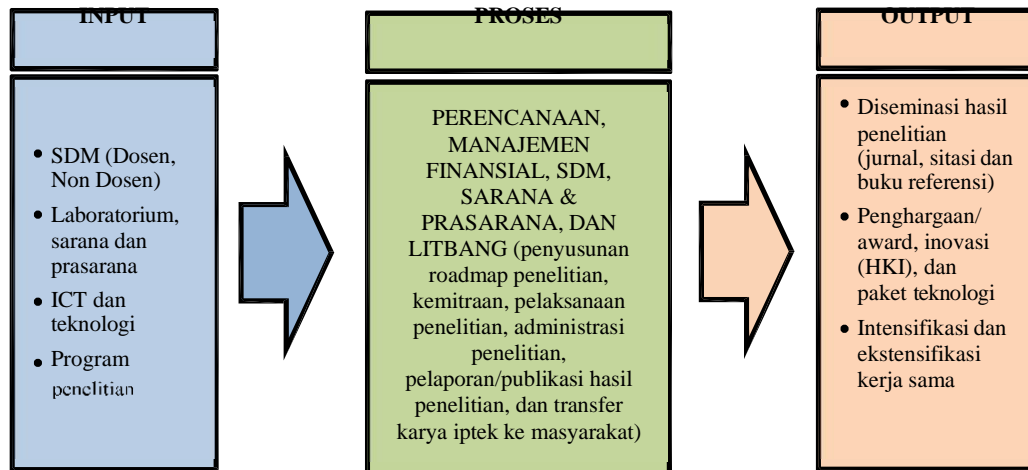 INPUT
SDM (Dosen,
Non Dosen)
Laboratorium,
sarana dan
prasarana
ICT dan
teknologi
Program
penelitian
PROSES
PERENCANAAN,
MANAJEMEN
FINANSIAL, SDM,
SARANA &
PRASARANA, DAN
LITBANG (penyusunan
roadmap penelitian,
kemitraan, pelaksanaan
penelitian, administrasi
penelitian,
pelaporan/publikasi hasil
penelitian, dan transfer
karya iptek ke masyarakat)
OUTPUT
Diseminasi hasil
penelitian
(jurnal, sitasi dan
buku referensi)
Penghargaan/
award, inovasi
(HKI), dan
paket teknologi
Intensifikasi dan
ekstensifikasi
kerja sama